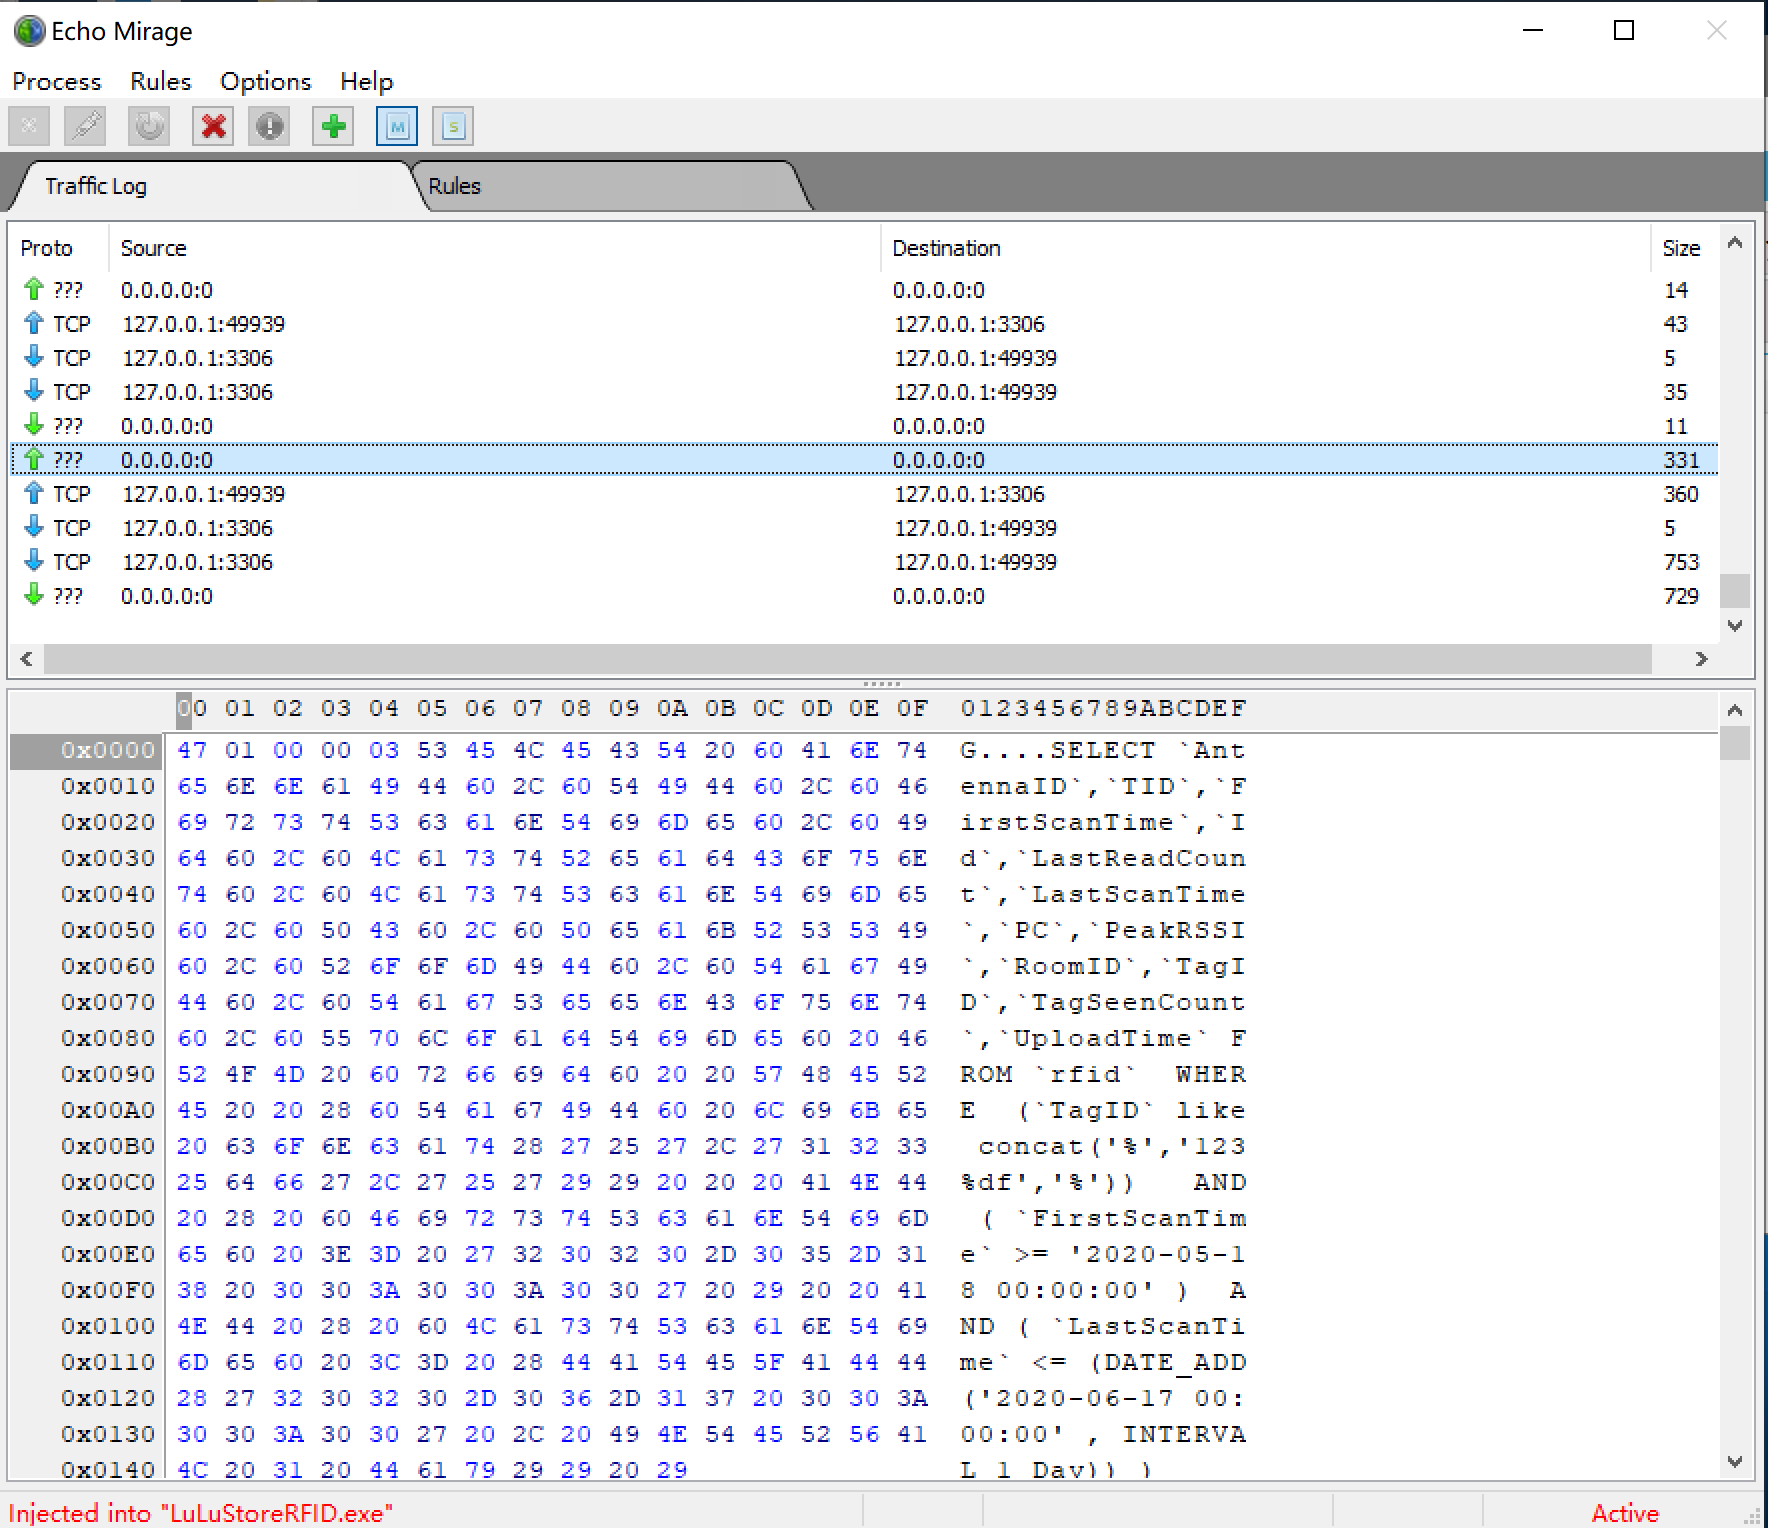 Echo Mirage
Process Rules Options Help
M S
Traffic Log Rules
Proto Source Destination Size
??? 0.0.0.0:0 0.0.0.0:0 14
TCP 127.0.0.1:49939 127.0.0.1:3306 43
TCP 127.0.0.1:3306 127.0.0.1:49939 5
TCP 127.0.0.1:3306 127.0.0.1:49939 35
??? 0.0.0.0:0 0.0.0.0:0 11
??? 0.0.0.0:0 0.0.0.0:0 331
TCP 127.0.0.1:49939 127.0.0.1:3306 360
TCP 127.0.0.1:3306 127.0.0.1:49939 5
TCP 127.0.0.1:3306 127.0.0.1:49939 753
??? 0.0.0.0:0 0.0.0.0:0 729
00 01 02 03 04 05 06 07 08 09 0A 0B 0C 0D 0E 0F 0123456789ABCDEF
0x0000 47 01 00 00 03 53 45 4C 45 43 54 20 60 41 6E 74 G....SELECT `Ant
0x0010 65 6E 6E 61 49 44 60 2C 60 54 49 44 60 2C 60 46 ennaID`,`TID`,`F
0x0020 69 72 73 74 53 63 61 6E 54 69 6D 65 60 2C 60 49 irstScanTime`,`I
0x0030 64 60 2C 60 4C 61 73 74 52 65 61 64 43 6F 75 6E d`,`LastReadCoun
0x0040 74 60 2C 60 4C 61 73 74 53 63 61 6E 54 69 6D 65 t`,`LastScanTime
0x0050 60 2C 60 50 43 60 2C 60 50 65 61 6B 52 53 53 49 `,`PC`,`PeakRSSI
0x0060 60 2C 60 52 6F 6F 6D 49 44 60 2C 60 54 61 67 49 `,`RoomID`,`TagI
0x0070 44 60 2C 60 54 61 67 53 65 65 6E 43 6F 75 6E 74 D`,`TagSeenCount
0x0080 60 2C 60 55 70 6C 6F 61 64 54 69 6D 65 60 20 46 `,`UploadTime` F
0x0090 52 4F 4D 20 60 72 66 69 64 60 20 20 57 48 45 52 ROM `rfid`  WHER
0x00A0 45 20 20 28 60 54 61 67 49 44 60 20 6C 69 6B 65 E  (`TagID` like
0x00B0 20 63 6F 6E 63 61 74 28 27 25 27 2C 27 31 32 33  concat('%','123
0x00C0 25 64 66 27 2C 27 25 27 29 29 20 20 20 41 4E 44 %df','%'))   AND
0x00D0 20 28 20 60 46 69 72 73 74 53 63 61 6E 54 69 6D  ( `FirstScanTim
0x00E0 65 60 20 3E 3D 20 27 32 30 32 30 2D 30 35 2D 31 e` >= '2020-05-1
0x00F0 38 20 30 30 3A 30 30 3A 30 30 27 20 29 20 20 41 8 00:00:00' )  A
0x0100 4E 44 20 28 20 60 4C 61 73 74 53 63 61 6E 54 69 ND ( `LastScanTi
0x0110 6D 65 60 20 3C 3D 20 28 44 41 54 45 5F 41 44 44 me` <= (DATE_ADD
0x0120 28 27 32 30 32 30 2D 30 36 2D 31 37 20 30 30 3A ('2020-06-17 00:
0x0130 30 30 3A 30 30 27 20 2C 20 49 4E 54 45 52 56 41 00:00' , INTERVA
0x0140 4C 20 31 20 44 61 79 29 29 20 29 L 1 Day)) )
Injected into "LuLuStoreRFID.exe" Active